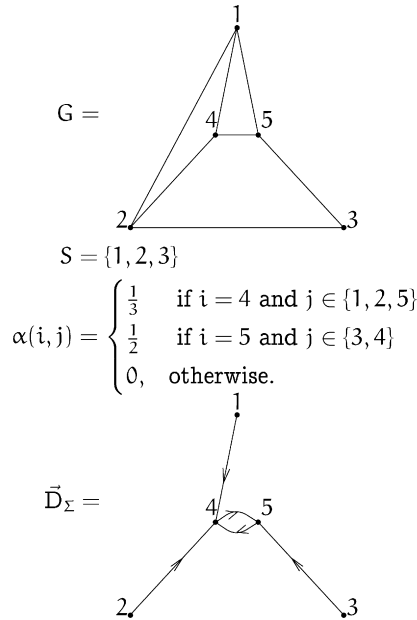 1
G =
4 5
2 3
S = {1, 2, 3}
α(i, j) = { 1/3 if i = 4 and j ∈ {1, 2, 5}
1/2 if i = 5 and j ∈ {3, 4}
0, otherwise.
1
D⃗_Σ =
4 5
2 3